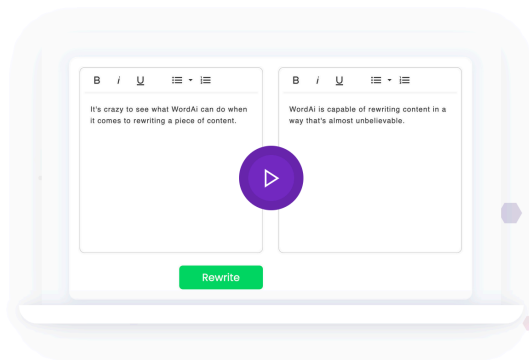 B i U
It's crazy to see what WordAi can do when
it comes to rewriting a piece of content.
B i U
WordAi is capable of rewriting content in a
way that's almost unbelievable.
Rewrite